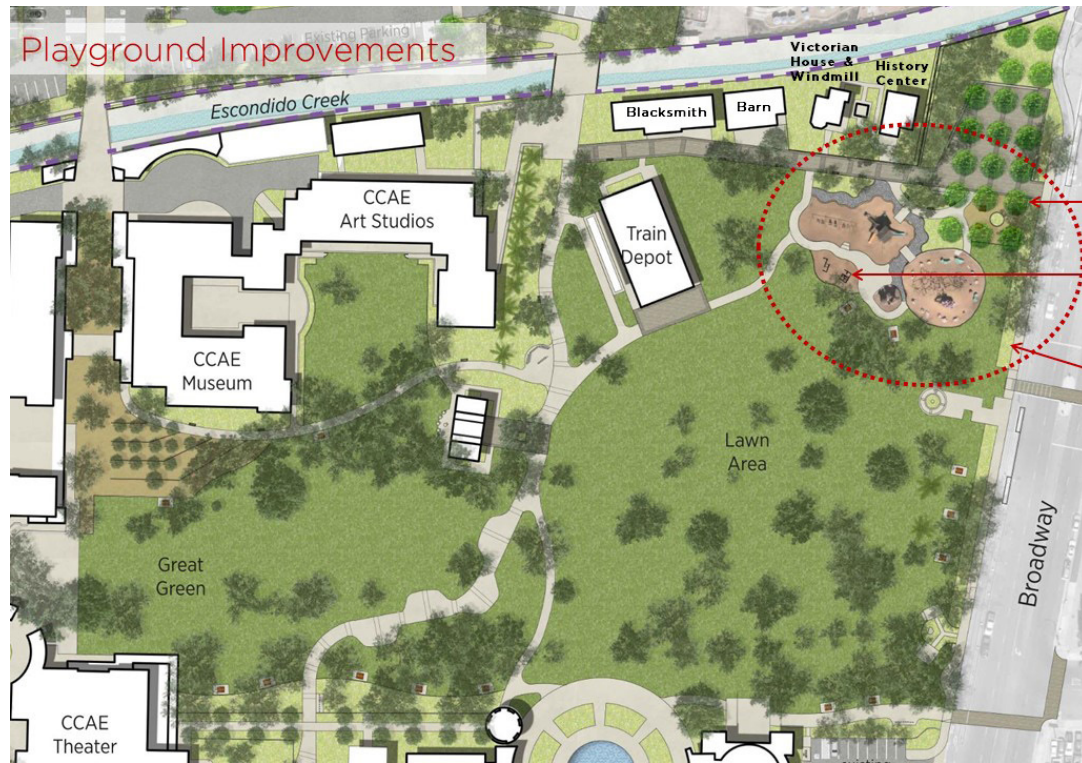 Existing Parking
Playground Improvements
Escondido Creek
Victorian
House &
Windmill
History
Center
Blacksmith
Barn
CCAE
Art Studios
Train
Depot
CCAE
Museum
Lawn
Area
Great
Green
Broadway
CCAE
Theater
existing